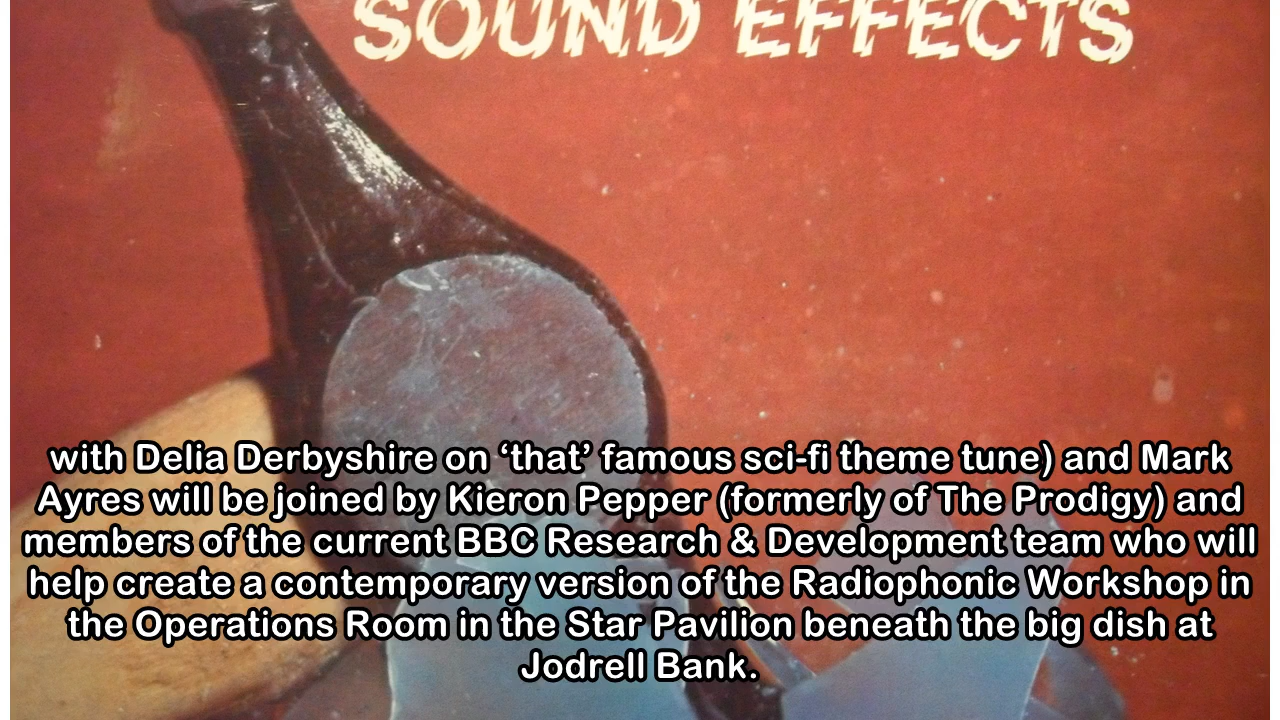 SOUND EFFECTS
with Delia Derbyshire on ‘that’ famous sci-fi theme tune) and Mark
Ayres will be joined by Kieron Pepper (formerly of The Prodigy) and
members of the current BBC Research & Development team who will
help create a contemporary version of the Radiophonic Workshop in
the Operations Room in the Star Pavilion beneath the big dish at
Jodrell Bank.